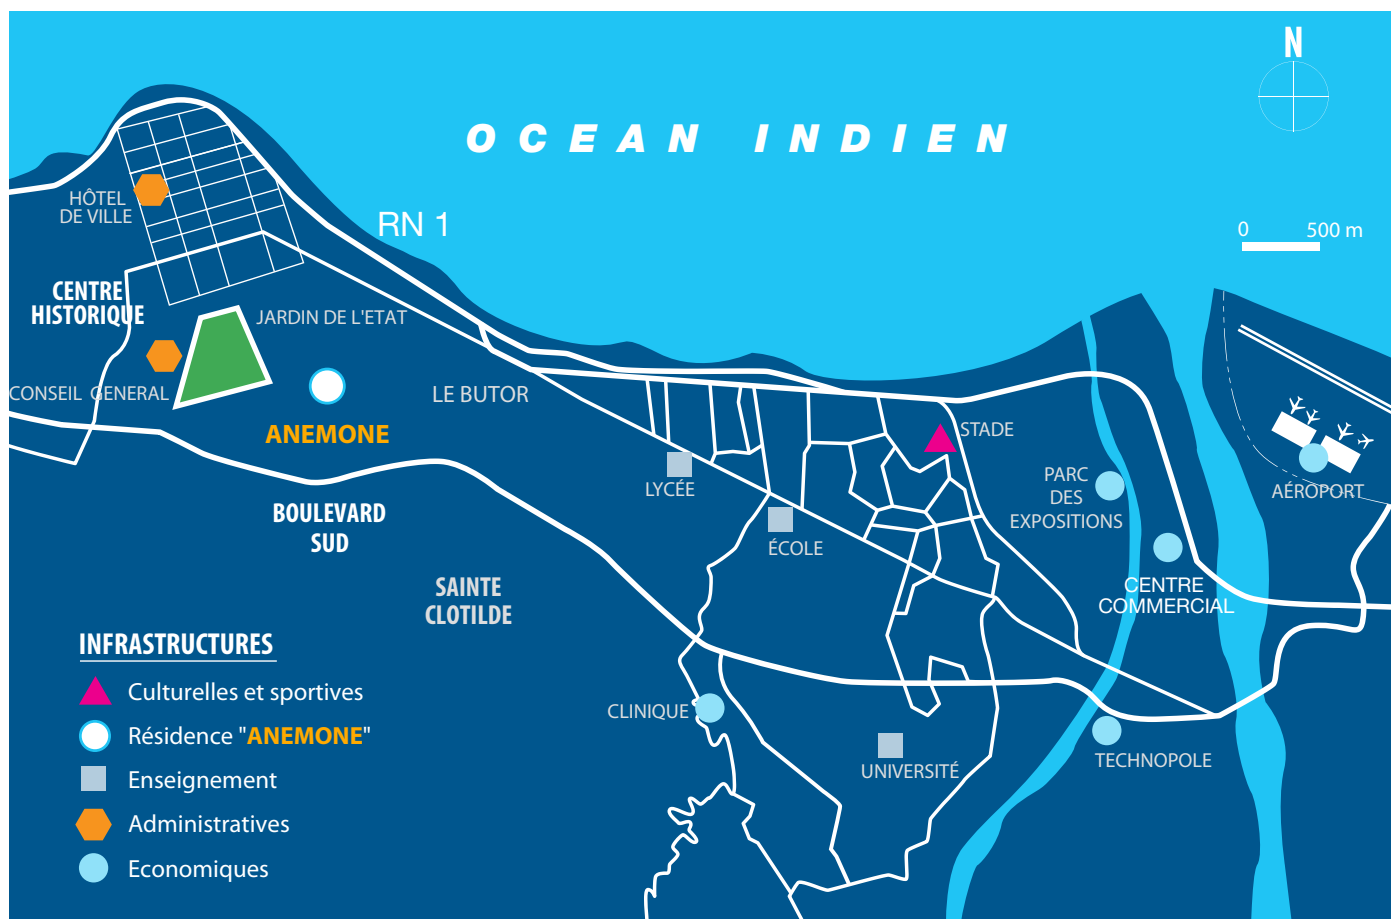 N
OCEAN INDIEN
HÔTEL
DE VILLE
RN 1
0 500 m
CENTRE
HISTORIQUE
JARDIN DE L'ETAT
CONSEIL GENERAL
LE BUTOR
ANEMONE
STADE
LYCÉE
PARC
DES
EXPOSITIONS
AÉROPORT
BOULEVARD
SUD
ÉCOLE
SAINTE
CLOTILDE
CENTRE
COMMERCIAL
INFRASTRUCTURES
Culturelles et sportives
Résidence "ANEMONE"
Enseignement
Administratives
Economiques
CLINIQUE
UNIVERSITÉ
TECHNOPOLE